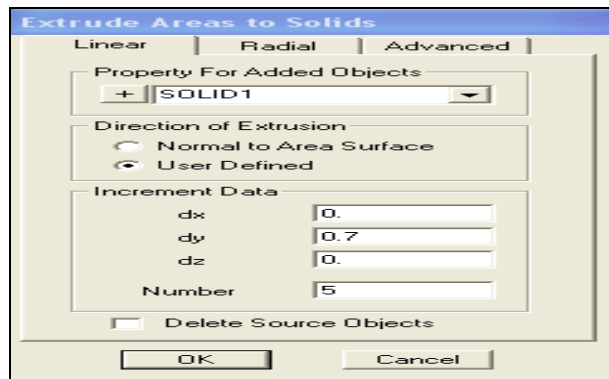 Extrude Areas to Solids
Linear Radial Advanced
Property For Added Objects
+ SOLID1
Direction of Extrusion
Normal to Area Surface
User Defined
Increment Data
dx 0.
dy 0.7
dz 0.
Number 5
Delete Source Objects
OK Cancel